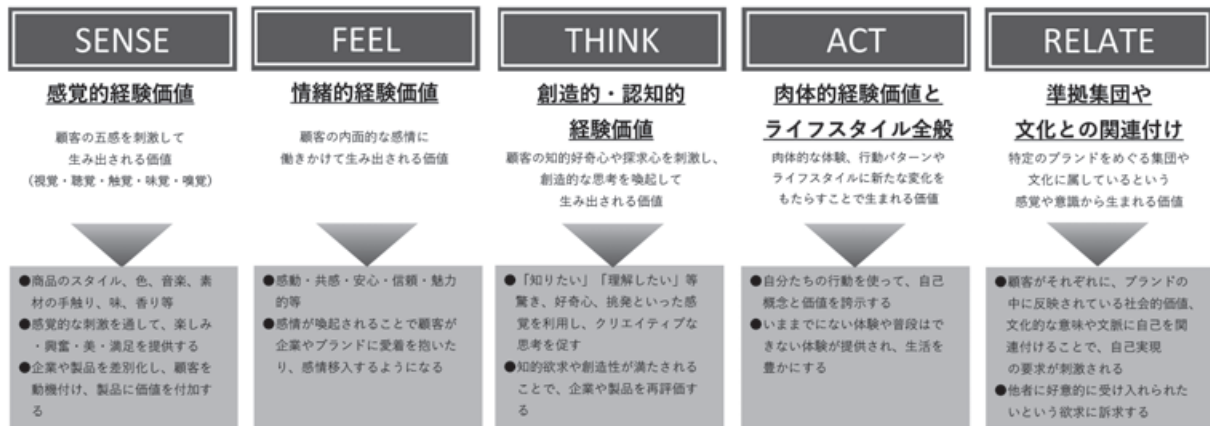 SENSE
感覚的経験価値
顧客の五感を刺激して
生み出される価値
(視覚・聴覚・触覚・味覚・嗅覚)
●商品のスタイル、色、音楽、素
材の手触り、味、香り等
●感覚的な刺激を通して、楽しみ
・興奮・美・満足を提供する
●企業や製品を差別化し、顧客を
動機付け、製品に価値を付加す
る
FEEL
情緒的経験価値
顧客の内面的な感情に
働きかけて生み出される価値
●感動・共感・安心・信頼・魅力
的等
●感情が喚起されることで顧客が
企業やブランドに愛着を抱いた
り、感情移入するようになる
THINK
創造的・認知的
経験価値
顧客の知的好奇心や探求心を刺激し、
創造的な思考を喚起して
生み出される価値
●「知りたい」「理解したい」等
驚き、好奇心、挑発といった感
覚を利用し、クリエイティブな
思考を促す
●知的欲求や創造性が満たされる
ことで、企業や製品を再評価す
る
ACT
肉体的経験価値と
ライフスタイル全般
肉体的な体験、行動パターンや
ライフスタイルに新たな変化を
もたらすことで生まれる価値
●自分たちの行動を使って、自己
概念と価値を誇示する
●いままでにない体験や普段はで
きない体験が提供され、生活を
豊かにする
RELATE
準拠集団や
文化との関連付け
特定のブランドをめぐる集団や
文化に属しているという
感覚や意識から生まれる価値
●顧客がそれぞれに、ブランドの
中に反映されている社会的価値、
文化的な意味や文脈に自己を関
連付けることで、自己実現
の要求が刺激される
●他者に好意的に受け入れられた
いという欲求に訴求する